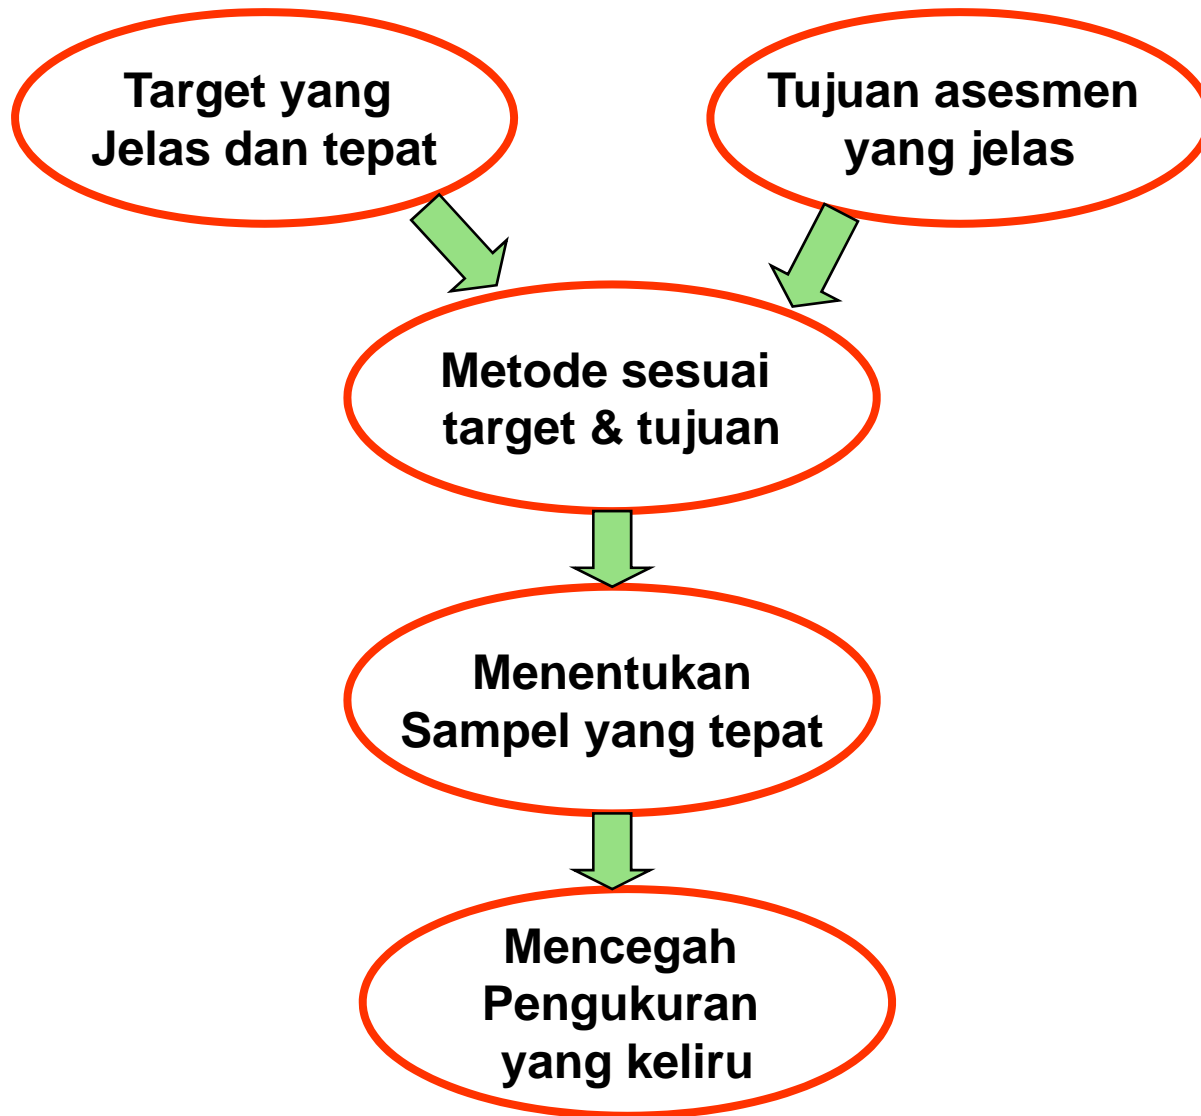 Target yang
Jelas dan tepat
Tujuan asesmen
yang jelas
Metode sesuai
target & tujuan
Menentukan
Sampel yang tepat
Mencegah
Pengukuran
yang keliru